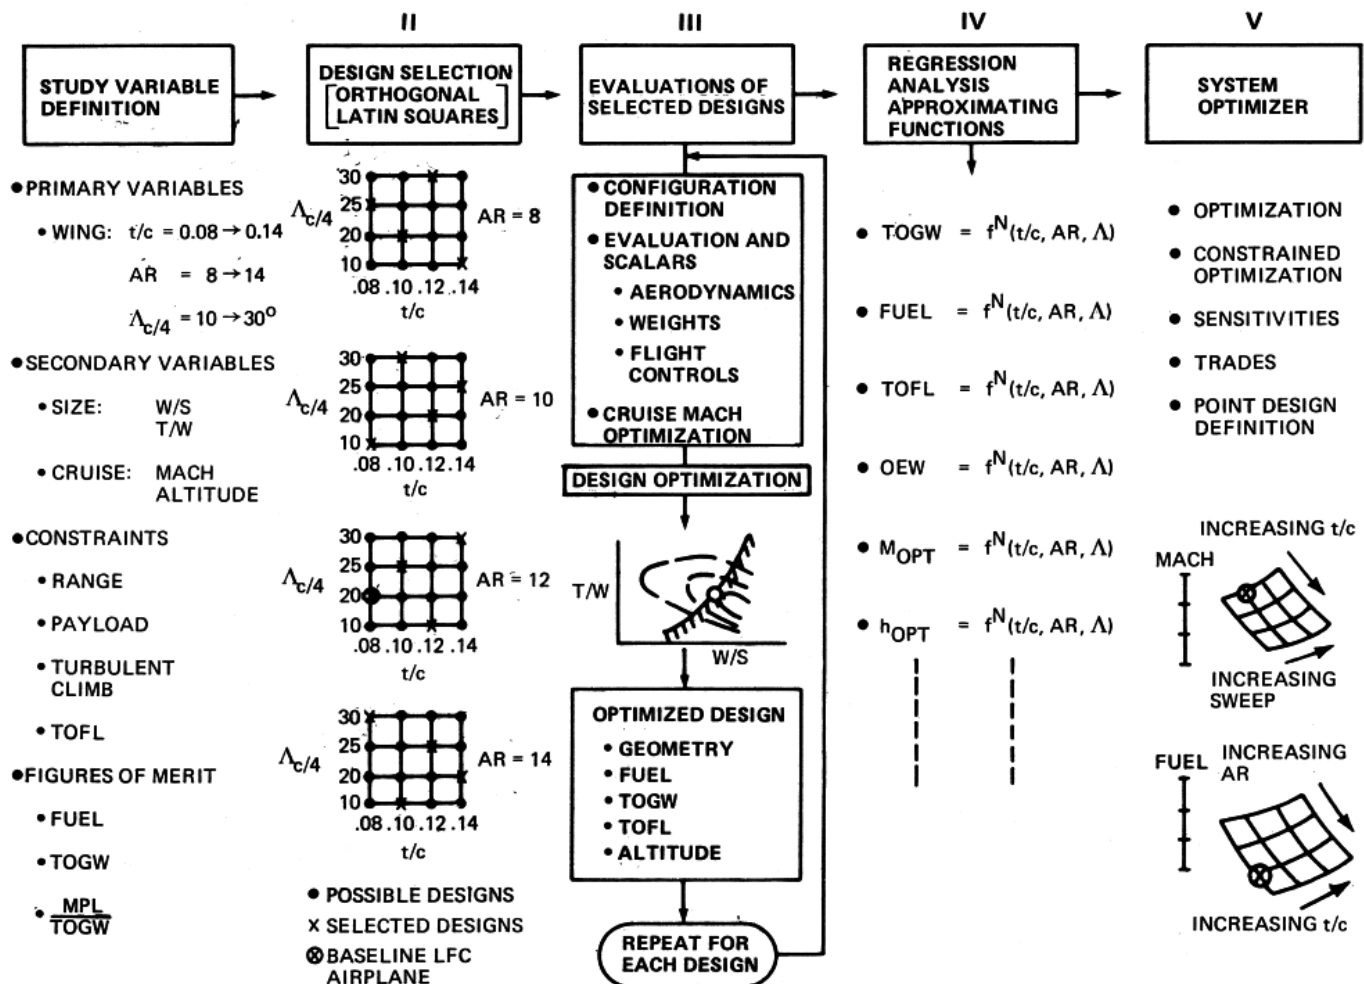 II
III
IV
V
STUDY VARIABLE
DEFINITION
DESIGN SELECTION
[ORTHOGONAL
LATIN SQUARES]
EVALUATIONS OF
SELECTED DESIGNS
REGRESSION
ANALYSIS
APPROXIMATING
FUNCTIONS
SYSTEM
OPTIMIZER
●PRIMARY VARIABLES
• WING: t/c = 0.08→0.14
AR = 8→14
Λc/4 = 10→30°
●SECONDARY VARIABLES
• SIZE: W/S
T/W
• CRUISE: MACH
ALTITUDE
●CONSTRAINTS
• RANGE
• PAYLOAD
• TURBULENT
CLIMB
• TOFL
●FIGURES OF MERIT
• FUEL
• TOGW
• MPL
TOGW
30
25
20
10
Λc/4
AR = 8
.08 .10 .12 .14
t/c
30
25
20
10
Λc/4
AR = 10
.08 .10 .12 .14
t/c
30
25
20
10
Λc/4
AR = 12
.08 .10 .12 .14
t/c
30
25
20
10
Λc/4
AR = 14
.08 .10 .12 .14
t/c
● POSSIBLE DESIGNS
x SELECTED DESIGNS
⊗ BASELINE LFC
AIRPLANE
● CONFIGURATION
DEFINITION
● EVALUATION AND
SCALARS
• AERODYNAMICS
• WEIGHTS
• FLIGHT
CONTROLS
● CRUISE MACH
OPTIMIZATION
DESIGN OPTIMIZATION
T/W
W/S
OPTIMIZED DESIGN
• GEOMETRY
• FUEL
• TOGW
• TOFL
• ALTITUDE
REPEAT FOR
EACH DESIGN
● TOGW = fN(t/c, AR, Λ)
● FUEL = fN(t/c, AR, Λ)
● TOFL = fN(t/c, AR, Λ)
● OEW = fN(t/c, AR, Λ)
● MOPT = fN(t/c, AR, Λ)
● hOPT = fN(t/c, AR, Λ)
● OPTIMIZATION
● CONSTRAINED
OPTIMIZATION
● SENSITIVITIES
● TRADES
● POINT DESIGN
DEFINITION
INCREASING t/c
MACH
INCREASING
SWEEP
FUEL
INCREASING
AR
INCREASING t/c